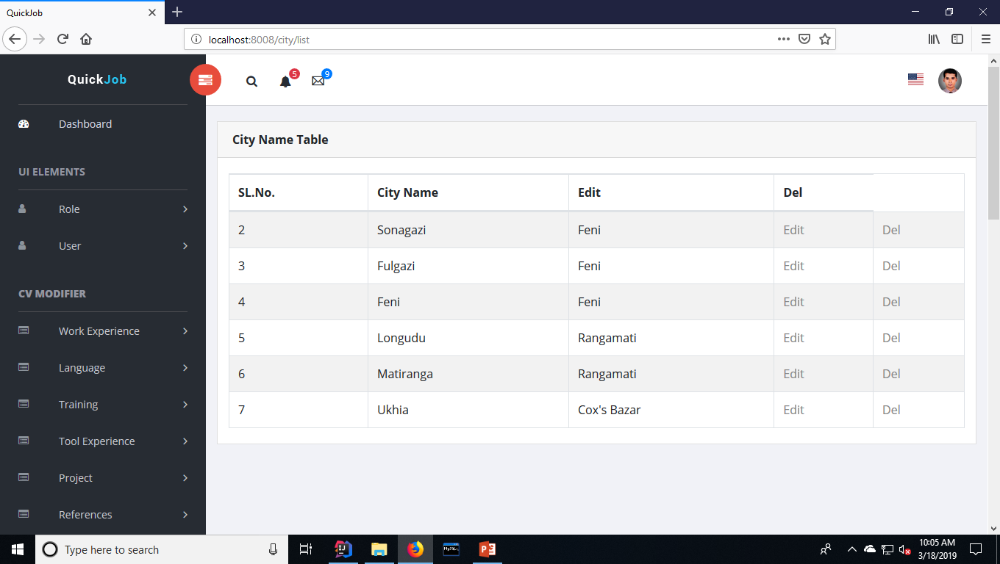 QuickJob
localhost:8008/city/list
QuickJob
5
9
Dashboard
UI ELEMENTS
Role
User
CV MODIFIER
Work Experience
Language
Training
Tool Experience
Project
References
City Name Table
SL.No. City Name Edit Del
2 Sonagazi Feni Edit Del
3 Fulgazi Feni Edit Del
4 Feni Feni Edit Del
5 Longudu Rangamati Edit Del
6 Matiranga Rangamati Edit Del
7 Ukhia Cox's Bazar Edit Del
Type here to search
IJ
MySQL
P
10:05 AM
3/18/2019